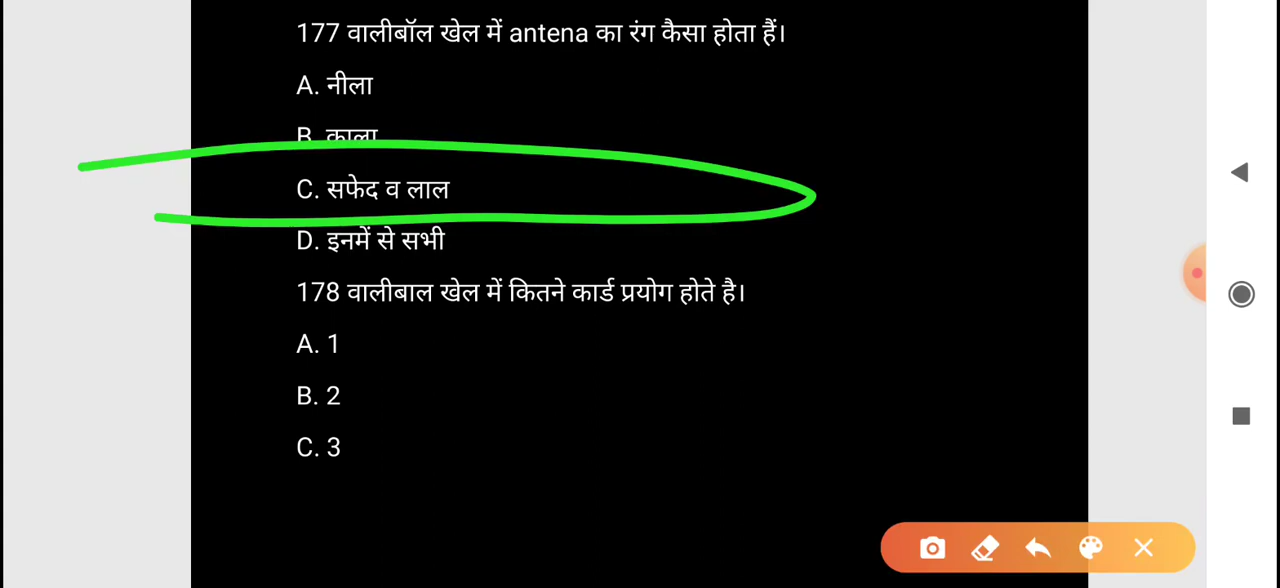 177 वालीबॉल खेल में antena का रंग कैसा होता हैं।
A. नीला
B. काला
C. सफेद व लाल
D. इनमें से सभी
178 वालीबाल खेल में कितने कार्ड प्रयोग होते है।
A. 1
B. 2
C. 3